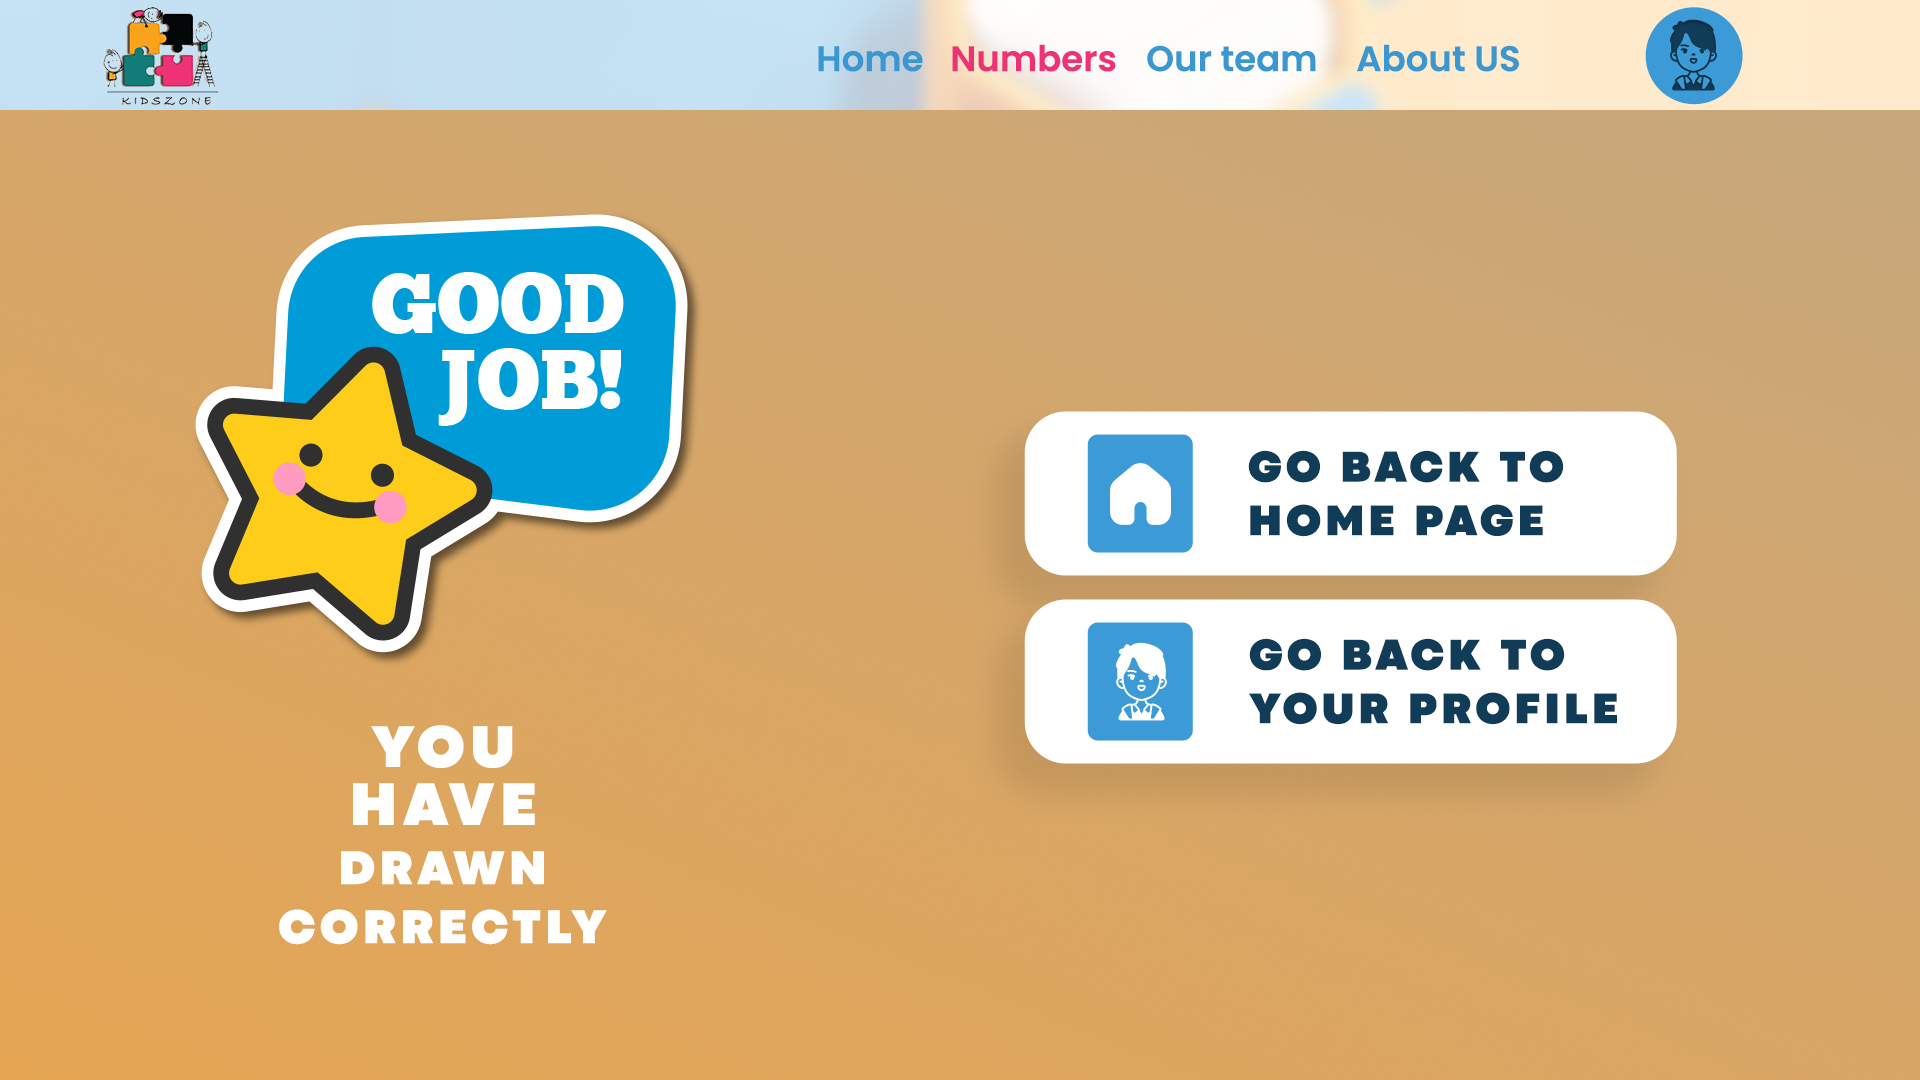 KIDSZONE
Home Numbers Our team About US
GOOD
JOB!
YOU
HAVE
DRAWN
CORRECTLY
GO BACK TO
HOME PAGE
GO BACK TO
YOUR PROFILE